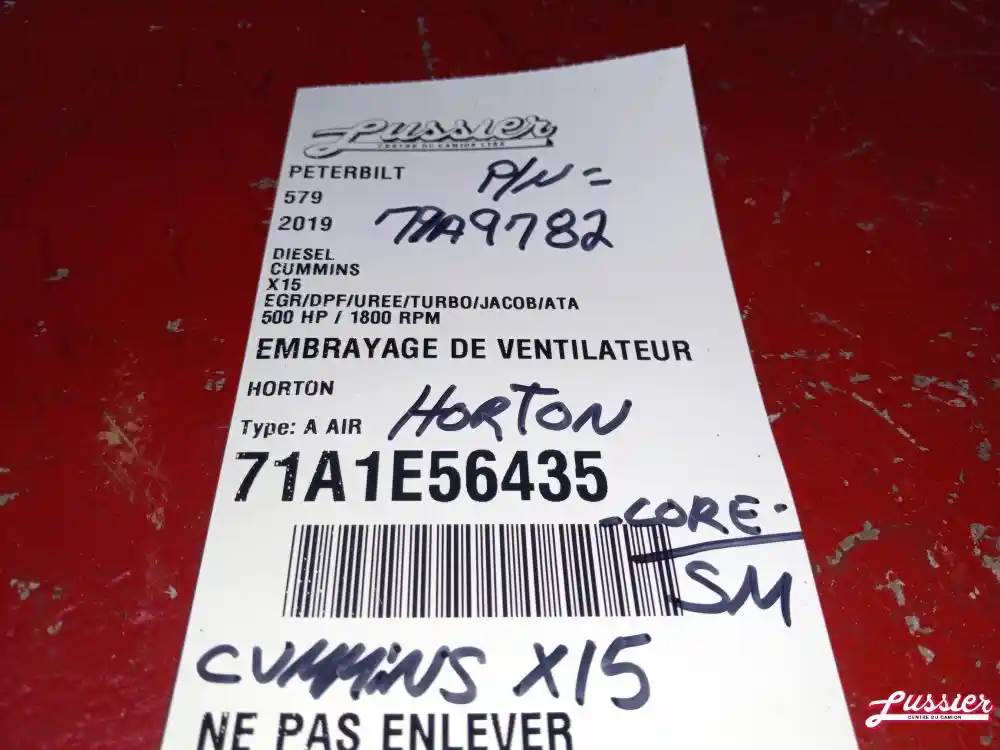 Lussier
CENTRE DU CAMION LTÉE
PETERBILT
P/N =
579
2019
79A9782
DIESEL
CUMMINS
X15
EGR/DPF/UREE/TURBO/JACOB/ATA
500 HP / 1800 RPM
EMBRAYAGE DE VENTILATEUR
HORTON
Type: A AIR
HORTON
71A1E56435
-CORE-
SM
CUMMINS X15
NE PAS ENLEVER
Lussier
CENTRE DU CAMION